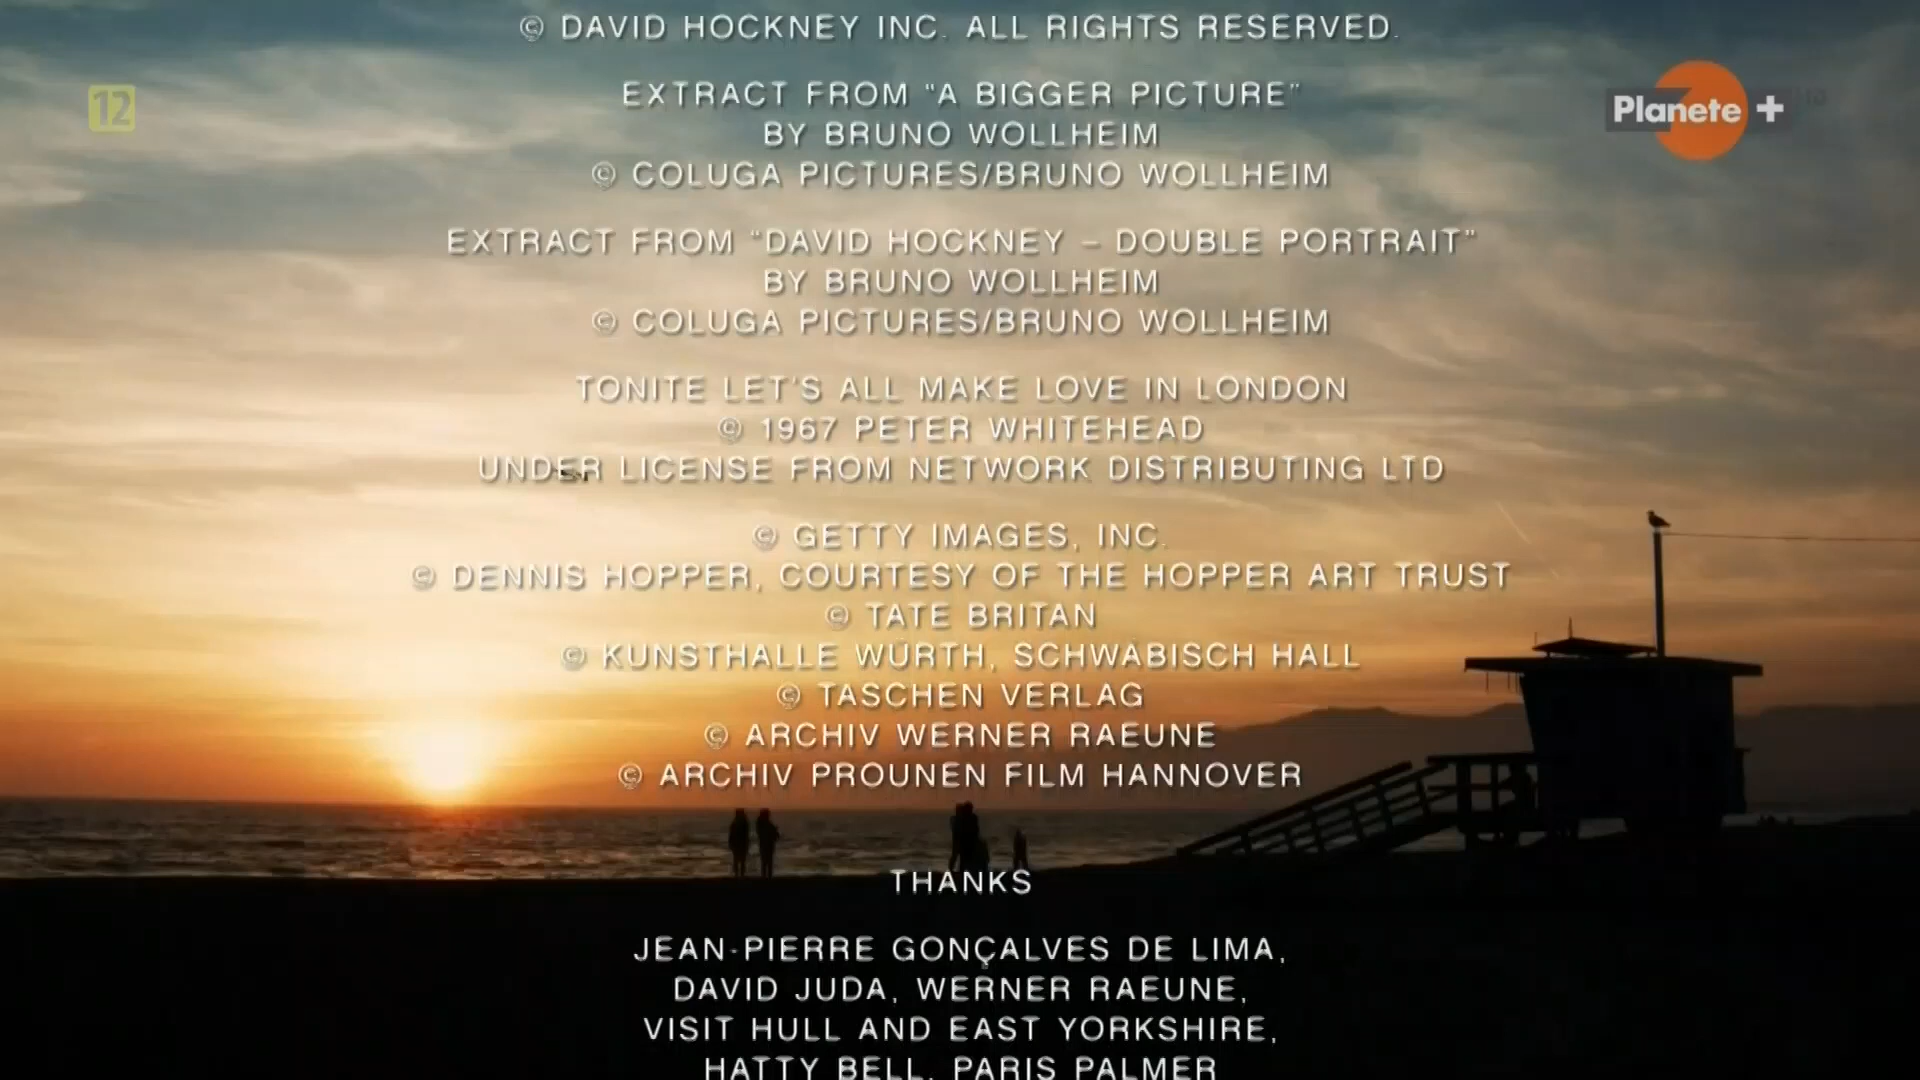 © DAVID HOCKNEY INC. ALL RIGHTS RESERVED.
12
Planete +
EXTRACT FROM “A BIGGER PICTURE”
BY BRUNO WOLLHEIM
© COLUGA PICTURES/BRUNO WOLLHEIM
EXTRACT FROM “DAVID HOCKNEY – DOUBLE PORTRAIT”
BY BRUNO WOLLHEIM
© COLUGA PICTURES/BRUNO WOLLHEIM
TONITE LET'S ALL MAKE LOVE IN LONDON
© 1967 PETER WHITEHEAD
UNDER LICENSE FROM NETWORK DISTRIBUTING LTD
© GETTY IMAGES, INC.
© DENNIS HOPPER, COURTESY OF THE HOPPER ART TRUST
© TATE BRITAN
© KUNSTHALLE WÜRTH, SCHWÄBISCH HALL
© TASCHEN VERLAG
© ARCHIV WERNER RAEUNE
© ARCHIV PROUNEN FILM HANNOVER
THANKS
JEAN-PIERRE GONÇALVES DE LIMA,
DAVID JUDA, WERNER RAEUNE,
VISIT HULL AND EAST YORKSHIRE,
HATTY BELL, PARIS PALMER